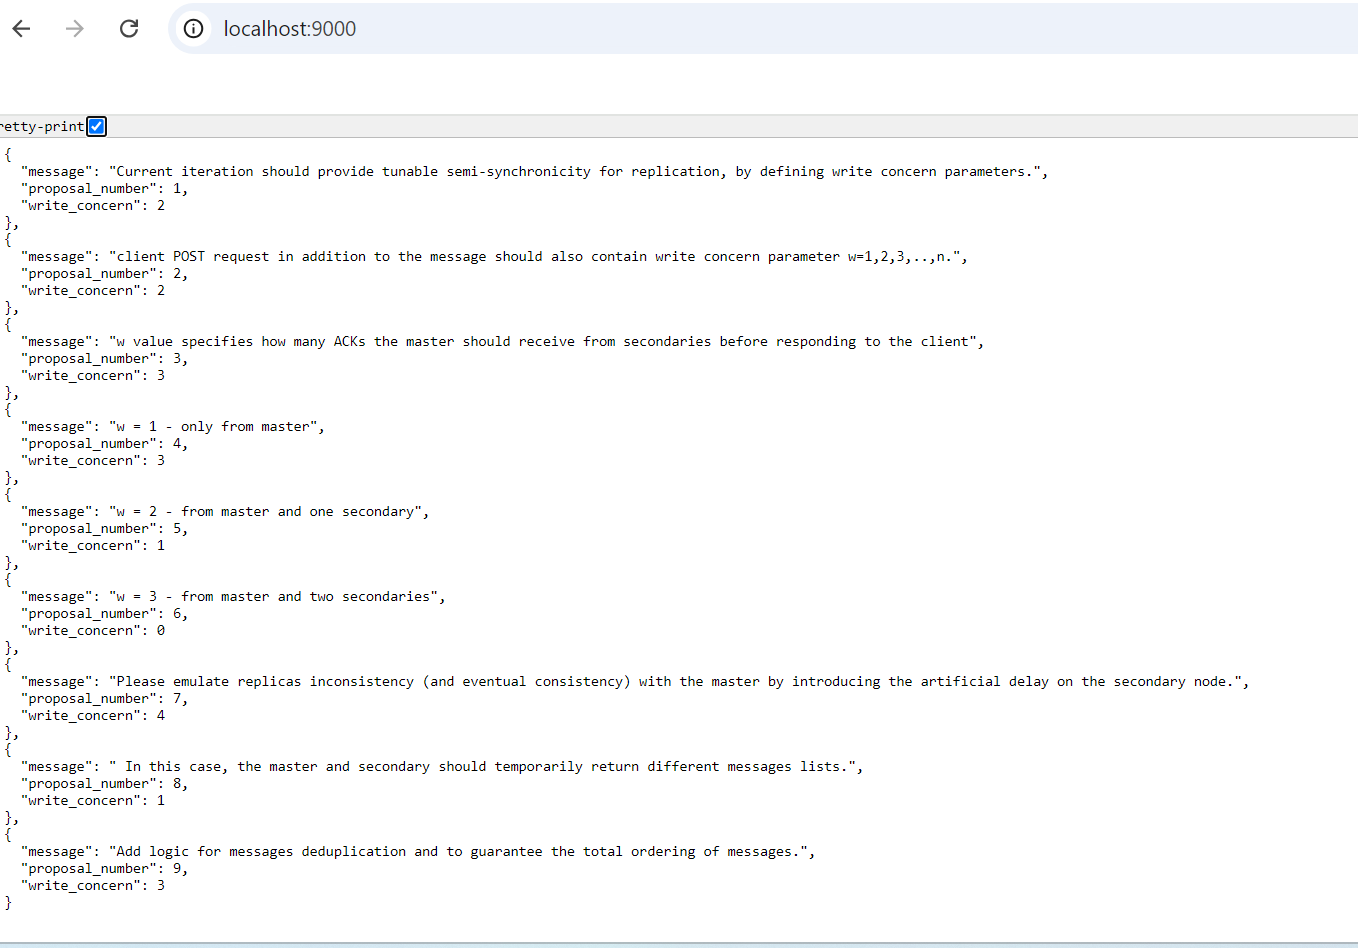 localhost:9000
retty-print
{
  "message": "Current iteration should provide tunable semi-synchronicity for replication, by defining write concern parameters.",
  "proposal_number": 1,
  "write_concern": 2
},
{
  "message": "client POST request in addition to the message should also contain write concern parameter w=1,2,3,..,n.",
  "proposal_number": 2,
  "write_concern": 2
},
{
  "message": "w value specifies how many ACKs the master should receive from secondaries before responding to the client",
  "proposal_number": 3,
  "write_concern": 3
},
{
  "message": "w = 1 - only from master",
  "proposal_number": 4,
  "write_concern": 3
},
{
  "message": "w = 2 - from master and one secondary",
  "proposal_number": 5,
  "write_concern": 1
},
{
  "message": "w = 3 - from master and two secondaries",
  "proposal_number": 6,
  "write_concern": 0
},
{
  "message": "Please emulate replicas inconsistency (and eventual consistency) with the master by introducing the artificial delay on the secondary node.",
  "proposal_number": 7,
  "write_concern": 4
},
{
  "message": " In this case, the master and secondary should temporarily return different messages lists.",
  "proposal_number": 8,
  "write_concern": 1
},
{
  "message": "Add logic for messages deduplication and to guarantee the total ordering of messages.",
  "proposal_number": 9,
  "write_concern": 3
}